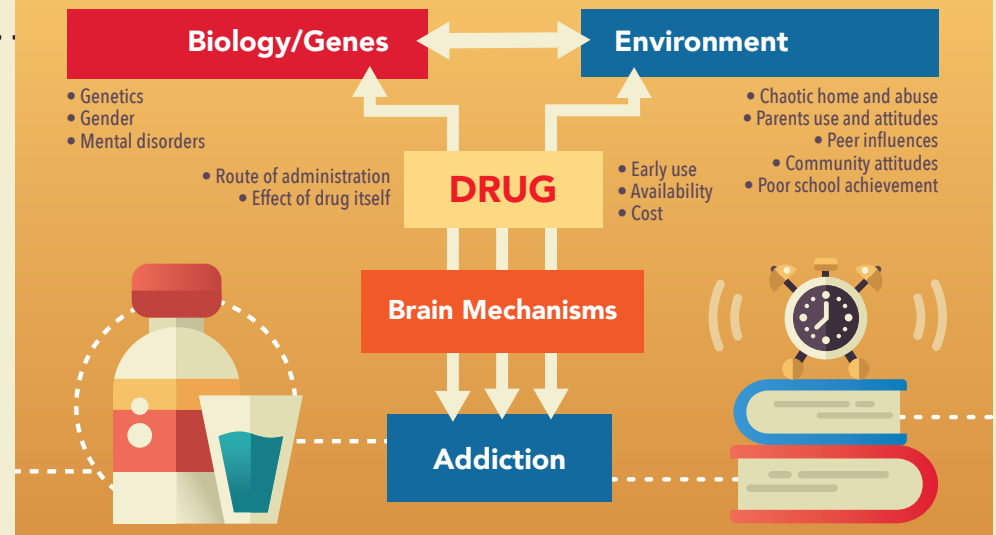 Biology/Genes
Environment
• Genetics
• Gender
• Mental disorders
• Chaotic home and abuse
• Parents use and attitudes
• Peer influences
• Community attitudes
• Poor school achievement
• Route of administration
• Effect of drug itself
DRUG
• Early use
• Availability
• Cost
Brain Mechanisms
Addiction